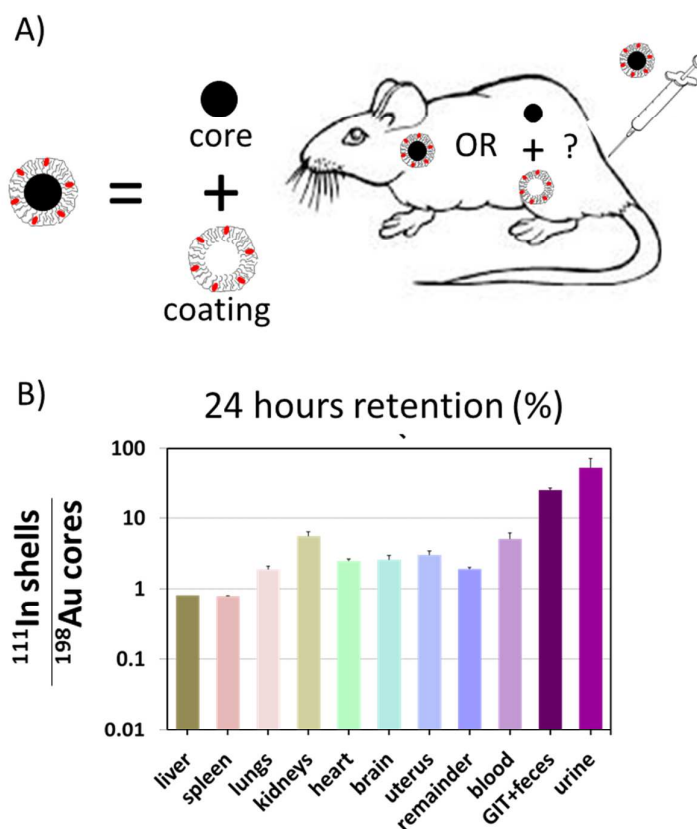 A)
core
=
+
coating
OR + ?
B)
24 hours retention (%)
100
10
1
0.1
0.01
¹¹¹In shells
¹⁹⁸Au cores
liver
spleen
lungs
kidneys
heart
brain
uterus
remainder
blood
GIT+feces
urine